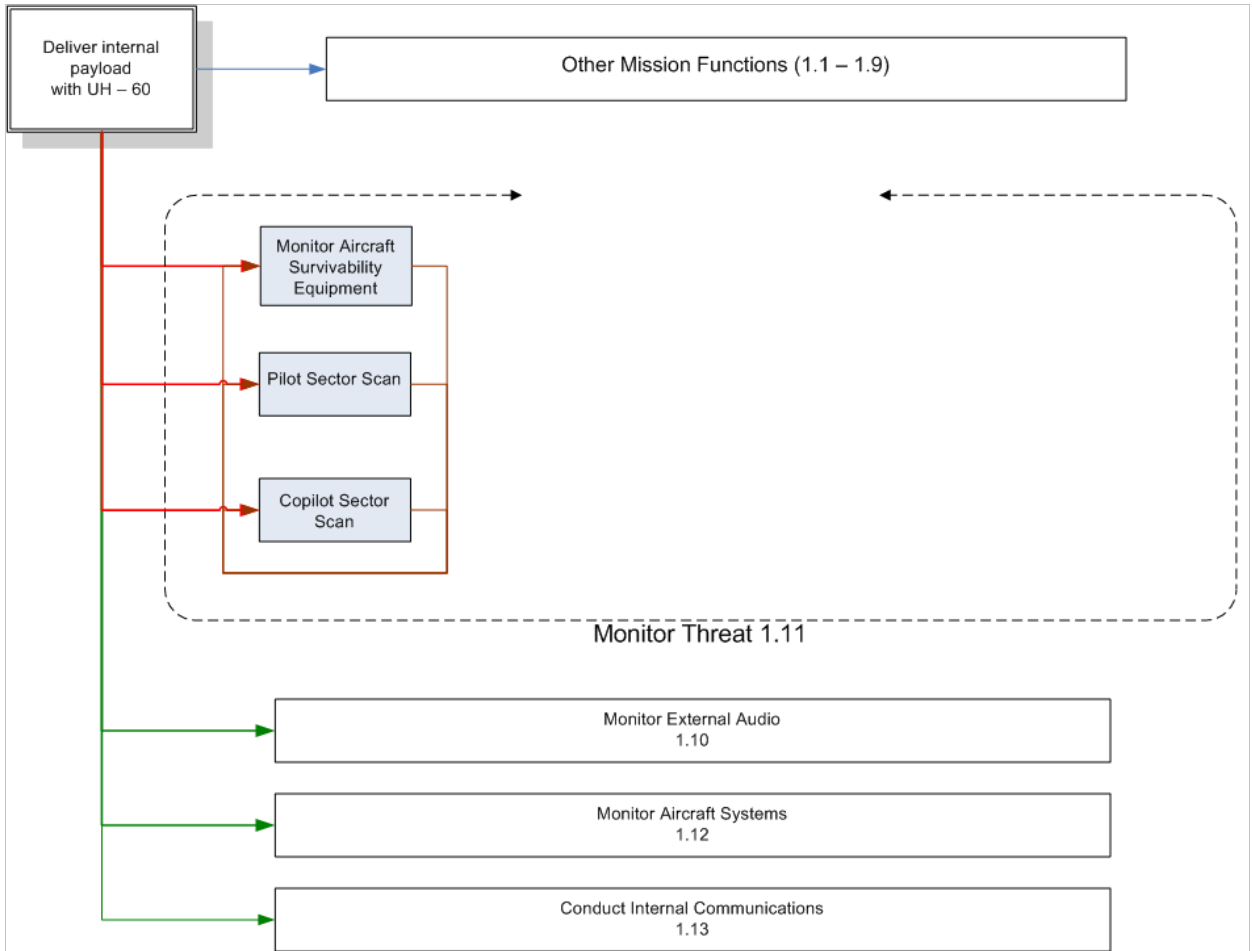 Deliver internal
payload
with UH – 60
Other Mission Functions (1.1 – 1.9)
Monitor Aircraft
Survivability
Equipment
Pilot Sector Scan
Copilot Sector
Scan
Monitor Threat 1.11
Monitor External Audio
1.10
Monitor Aircraft Systems
1.12
Conduct Internal Communications
1.13